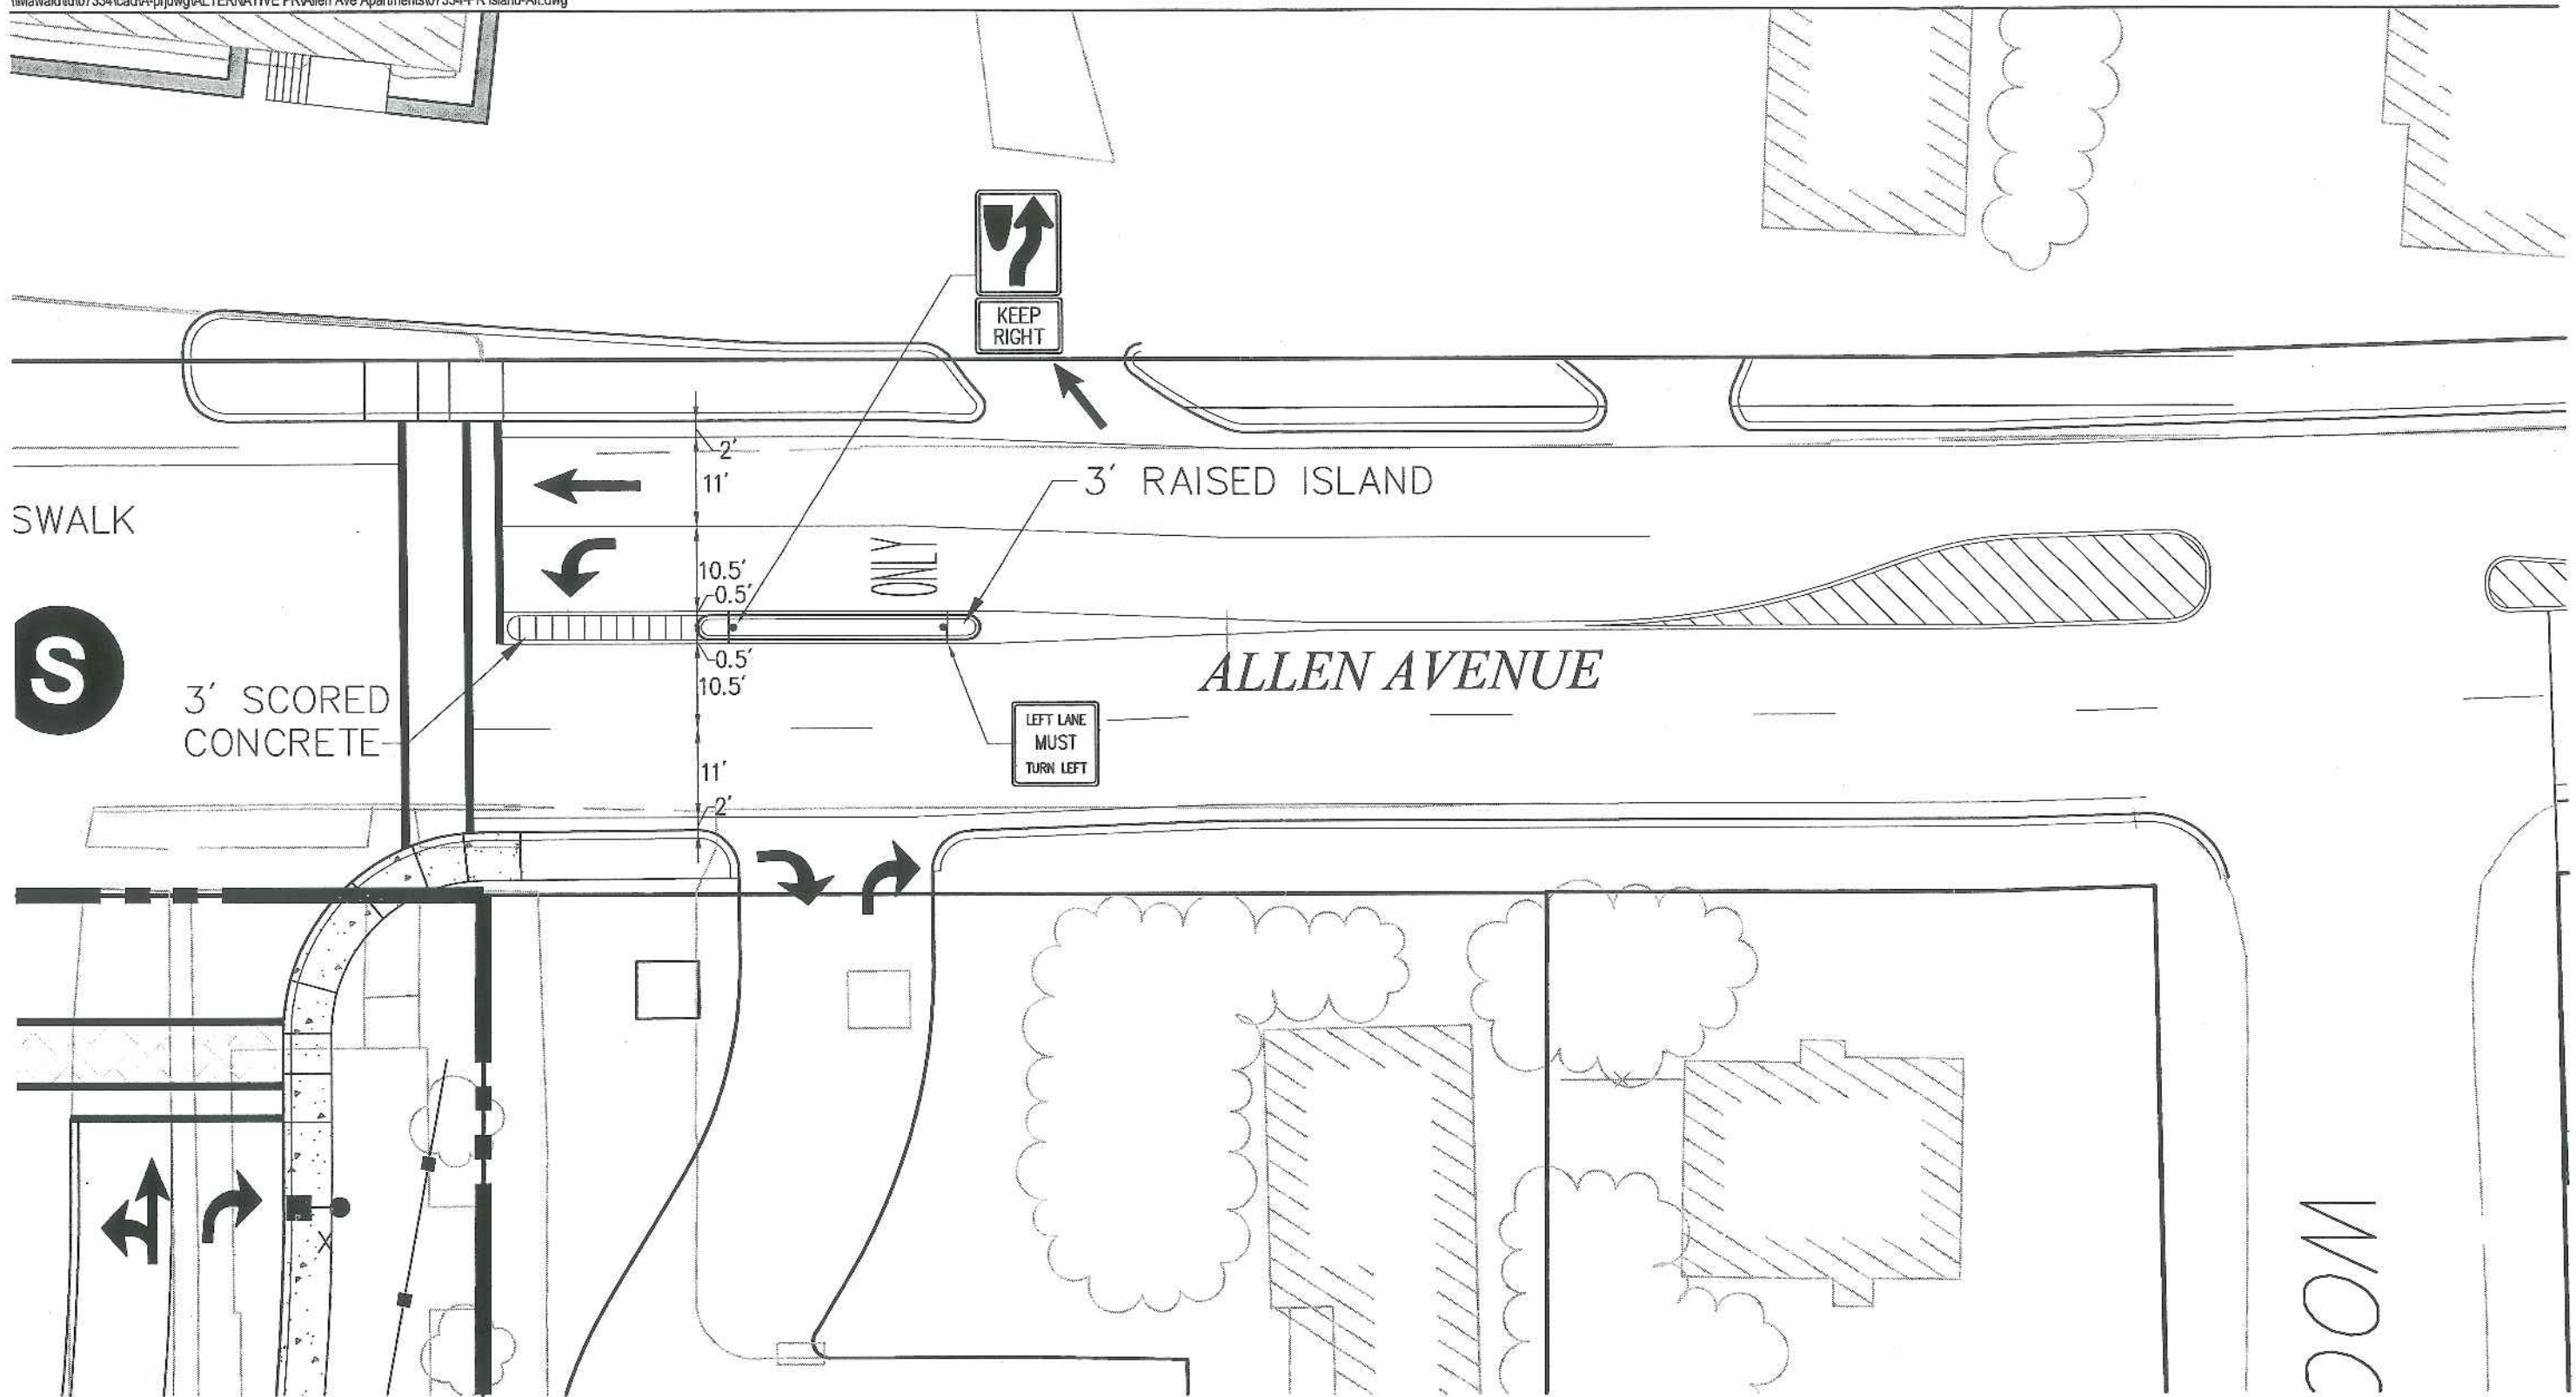 KEEP
RIGHT
2'
11'
3' RAISED ISLAND
SWALK
ONLY
10.5'
0.5'
S
0.5'
10.5'
ALLEN AVENUE
3' SCORED
CONCRETE
LEFT LANE
MUST
TURN LEFT
11'
2'
WOC